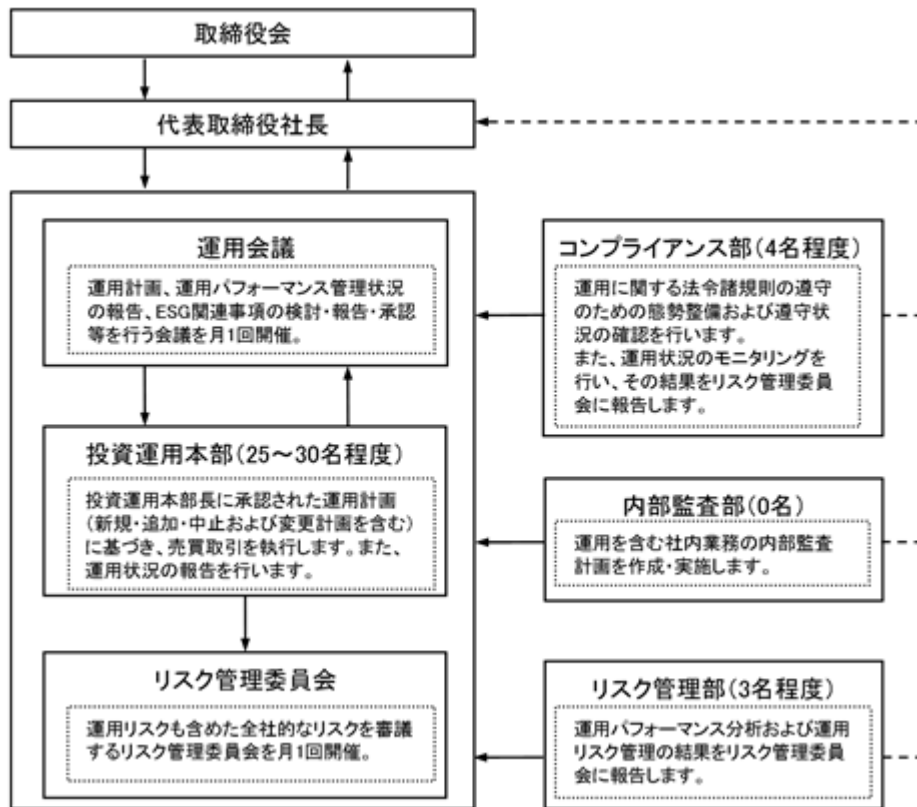 取締役会
代表取締役社長
運用会議
運用計画、運用パフォーマンス管理状況
の報告、ESG関連事項の検討・報告・承認
等を行う会議を月1回開催。
投資運用本部(25～30名程度)
投資運用本部長に承認された運用計画
(新規・追加・中止および変更計画を含む)
に基づき、売買取引を執行します。また、
運用状況の報告を行います。
リスク管理委員会
運用リスクも含めた全社的なリスクを審議
するリスク管理委員会を月1回開催。
コンプライアンス部(4名程度)
運用に関する法令諸規則の遵守
のための態勢整備および遵守状
況の確認を行います。
また、運用状況のモニタリングを
行い、その結果をリスク管理委員
会に報告します。
内部監査部(0名)
運用を含む社内業務の内部監査
計画を作成・実施します。
リスク管理部(3名程度)
運用パフォーマンス分析および運用
リスク管理の結果をリスク管理委員
会に報告します。